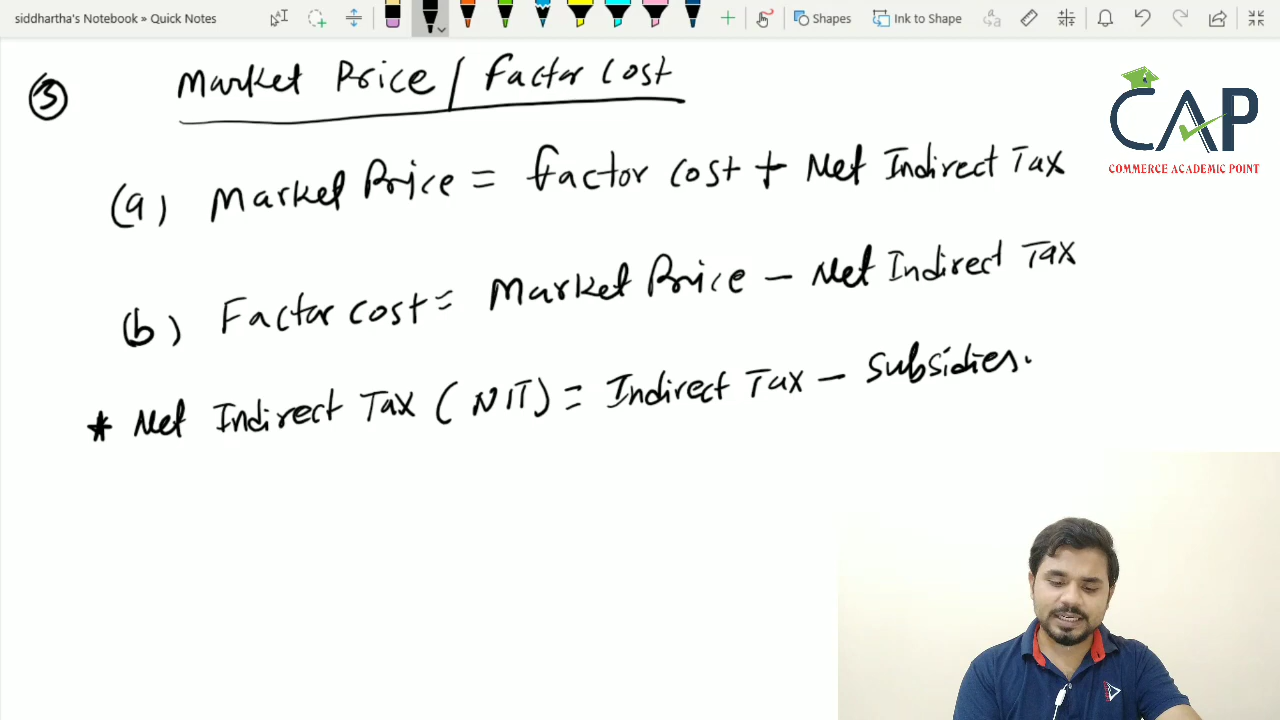 siddhartha's Notebook » Quick Notes
Shapes
Ink to Shape
(3) Market Price / Factor Cost
CAP
COMMERCE ACADEMIC POINT
(a) Market Price = factor cost + Net Indirect Tax
(b) Factor cost = Market Price - Net Indirect Tax
* Net Indirect Tax (NIT) = Indirect Tax - Subsidies.